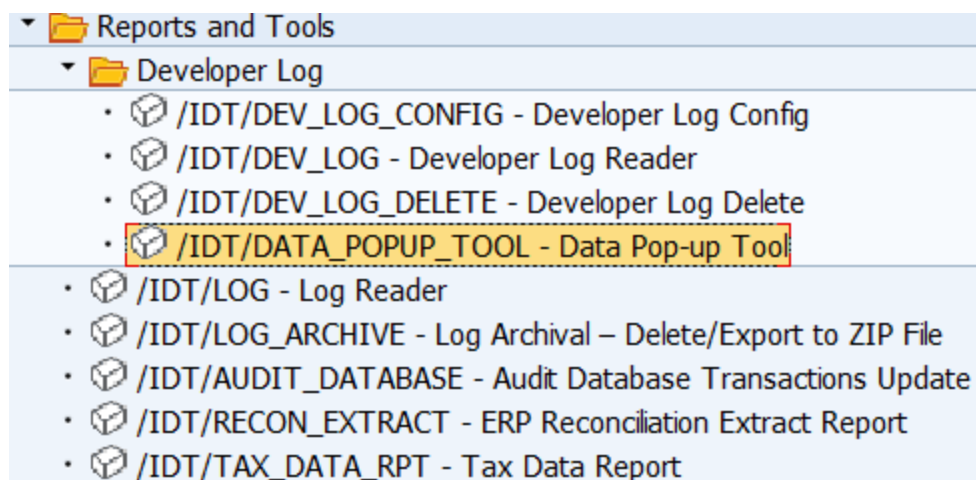 Reports and Tools
Developer Log
/IDT/DEV_LOG_CONFIG - Developer Log Config
/IDT/DEV_LOG - Developer Log Reader
/IDT/DEV_LOG_DELETE - Developer Log Delete
/IDT/DATA_POPUP_TOOL - Data Pop-up Tool
/IDT/LOG - Log Reader
/IDT/LOG_ARCHIVE - Log Archival – Delete/Export to ZIP File
/IDT/AUDIT_DATABASE - Audit Database Transactions Update
/IDT/RECON_EXTRACT - ERP Reconciliation Extract Report
/IDT/TAX_DATA_RPT - Tax Data Report